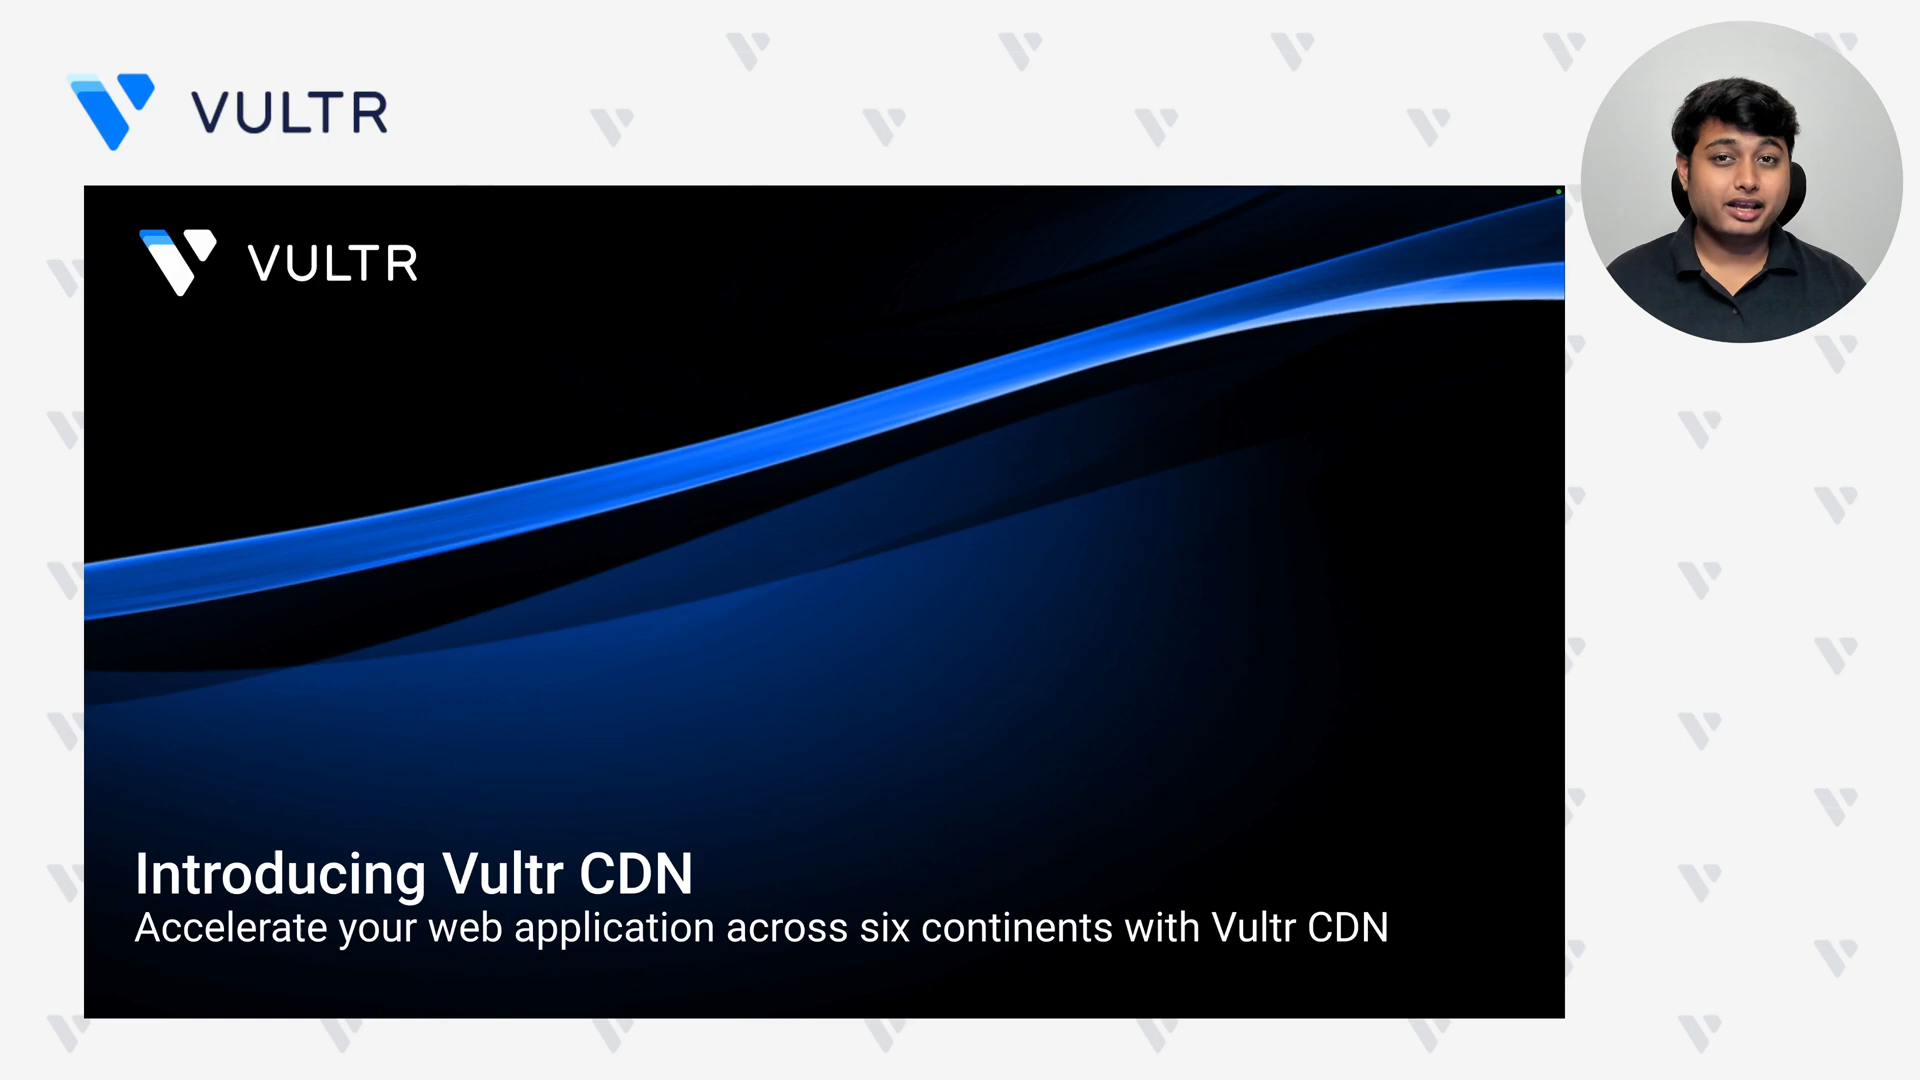 VULTR
VULTR
Introducing Vultr CDN
Accelerate your web application across six continents with Vultr CDN